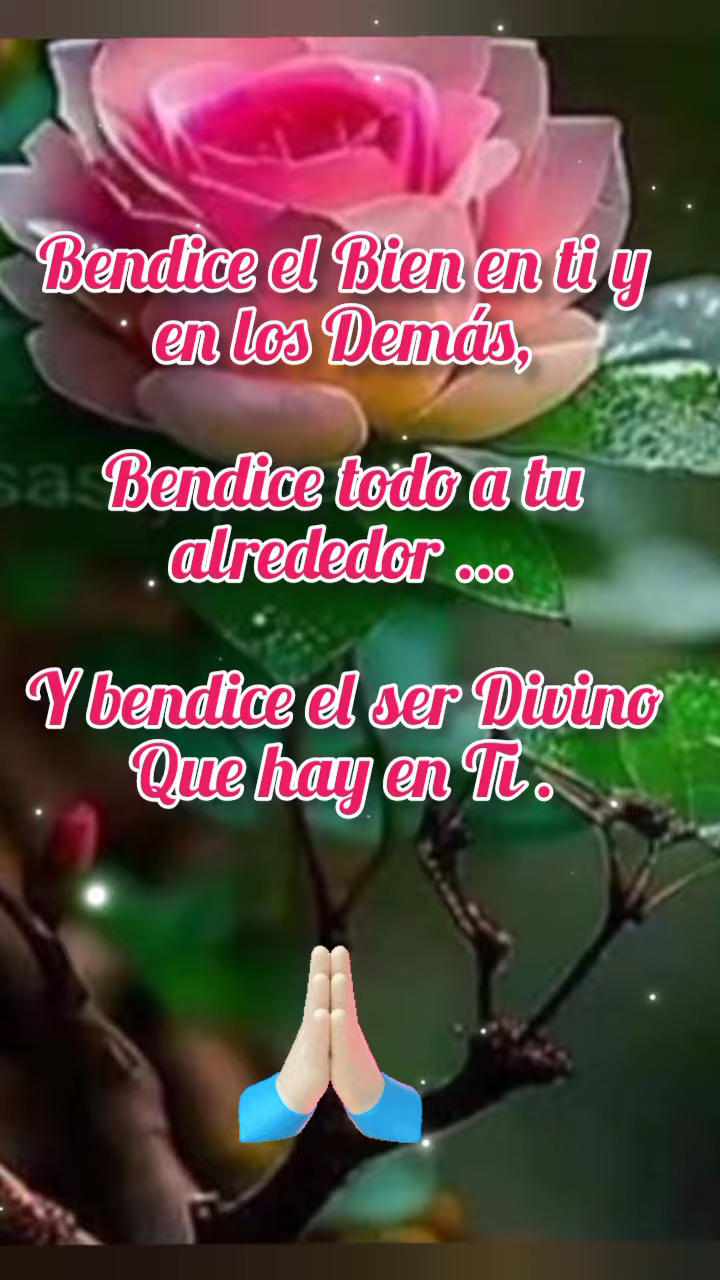 Bendice el Bien en ti y
en los Demás,
Bendice todo a tu
alrededor ...
Y bendice el ser Divino
Que hay en Ti .